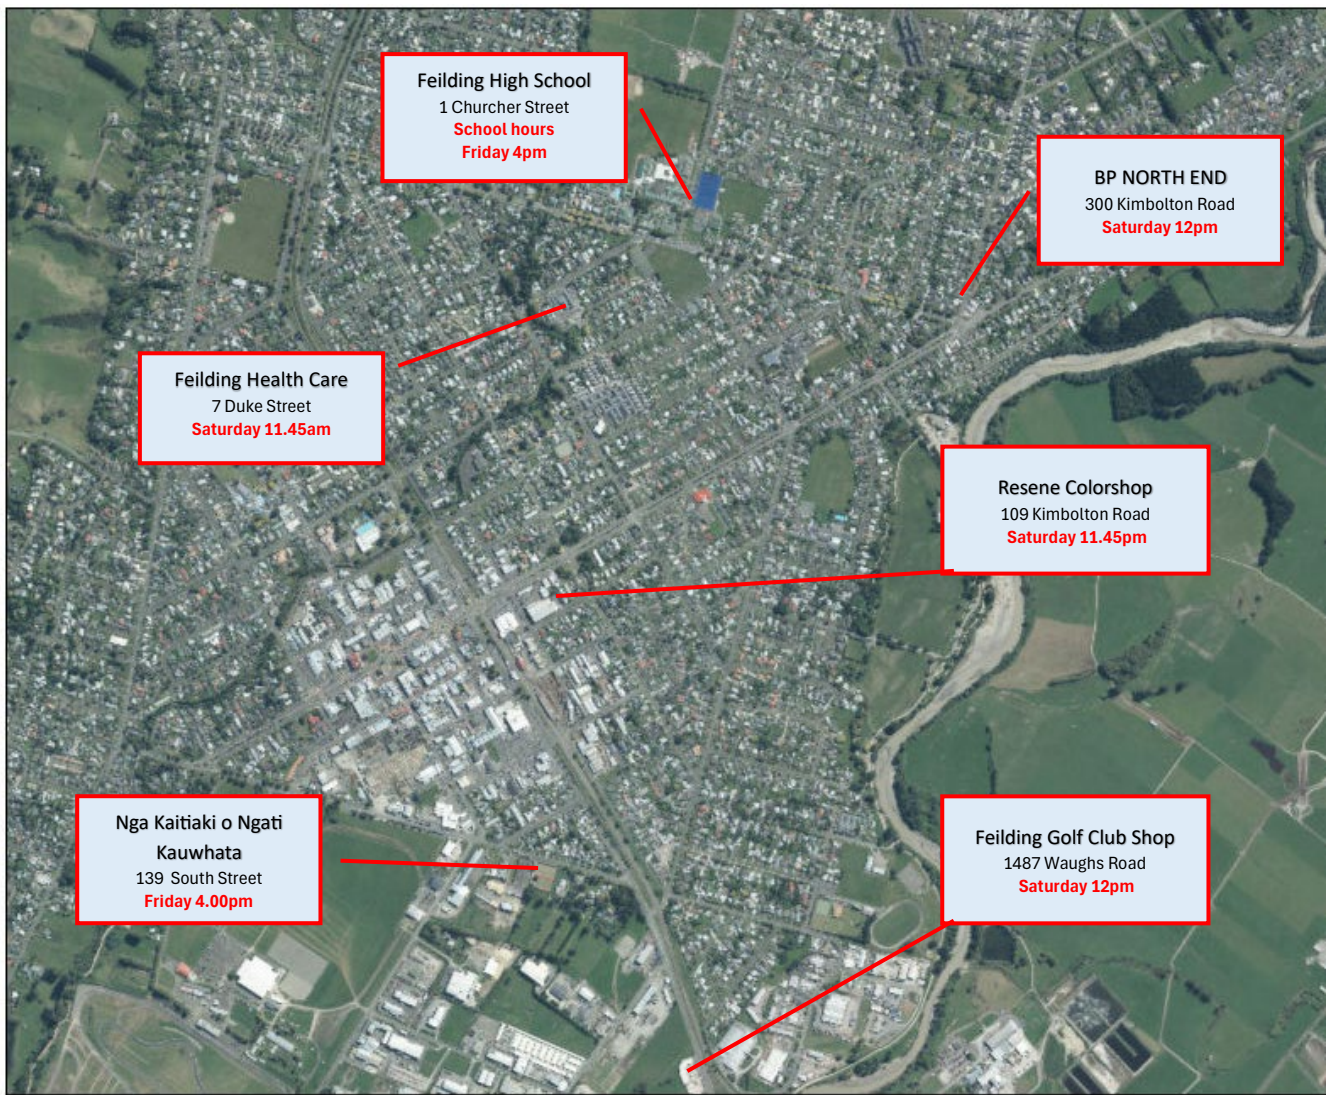 Feilding High School
1 Churcher Street
School hours
Friday 4pm
BP NORTH END
300 Kimbolton Road
Saturday 12pm
Feilding Health Care
7 Duke Street
Saturday 11.45am
Resene Colorshop
109 Kimbolton Road
Saturday 11.45pm
Nga Kaitiaki o Ngati
Kauwhata
139 South Street
Friday 4.00pm
Feilding Golf Club Shop
1487 Waughs Road
Saturday 12pm